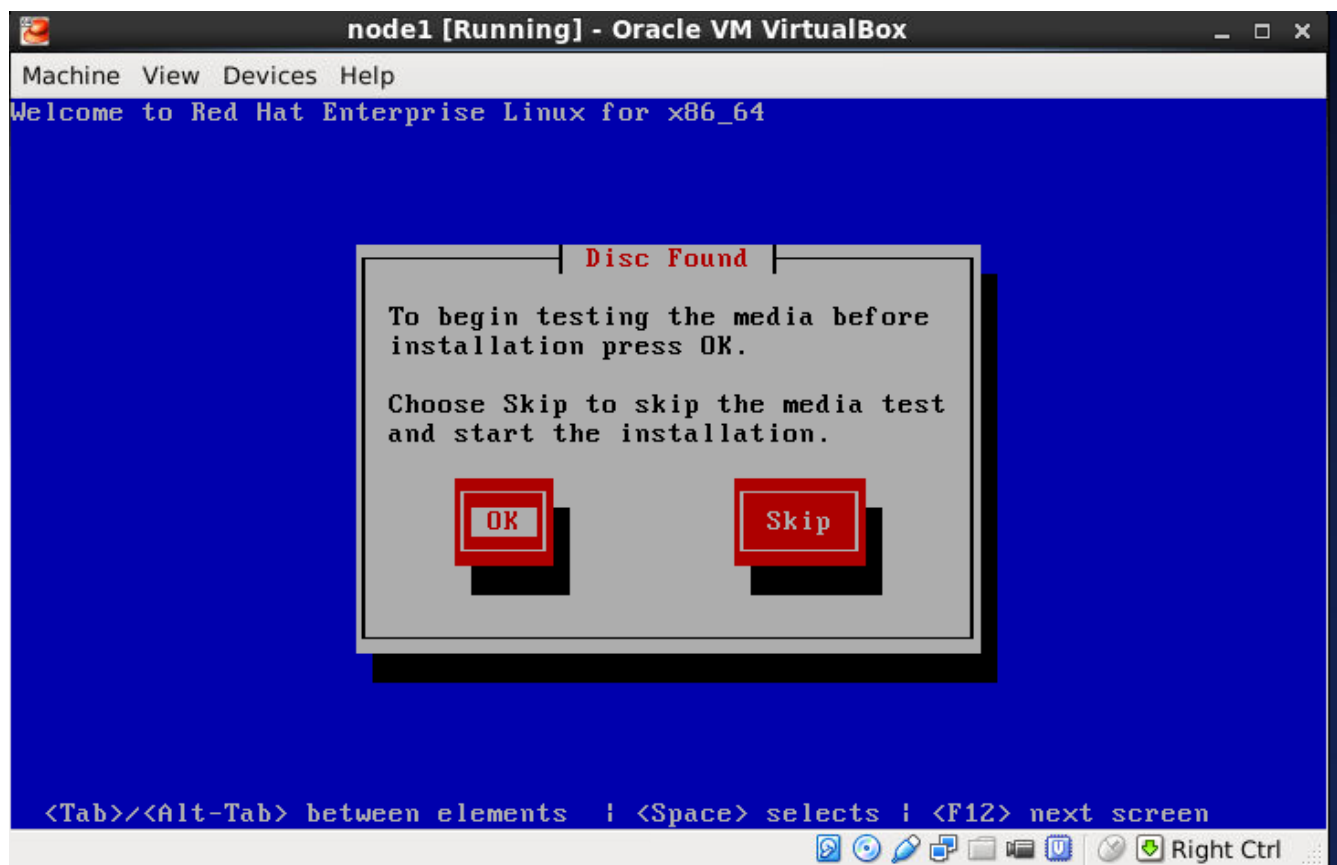 node1 [Running] - Oracle VM VirtualBox
Machine View Devices Help
Welcome to Red Hat Enterprise Linux for x86_64
Disc Found
To begin testing the media before
installation press OK.
Choose Skip to skip the media test
and start the installation.
OK Skip
<Tab>/<Alt-Tab> between elements | <Space> selects | <F12> next screen
Right Ctrl